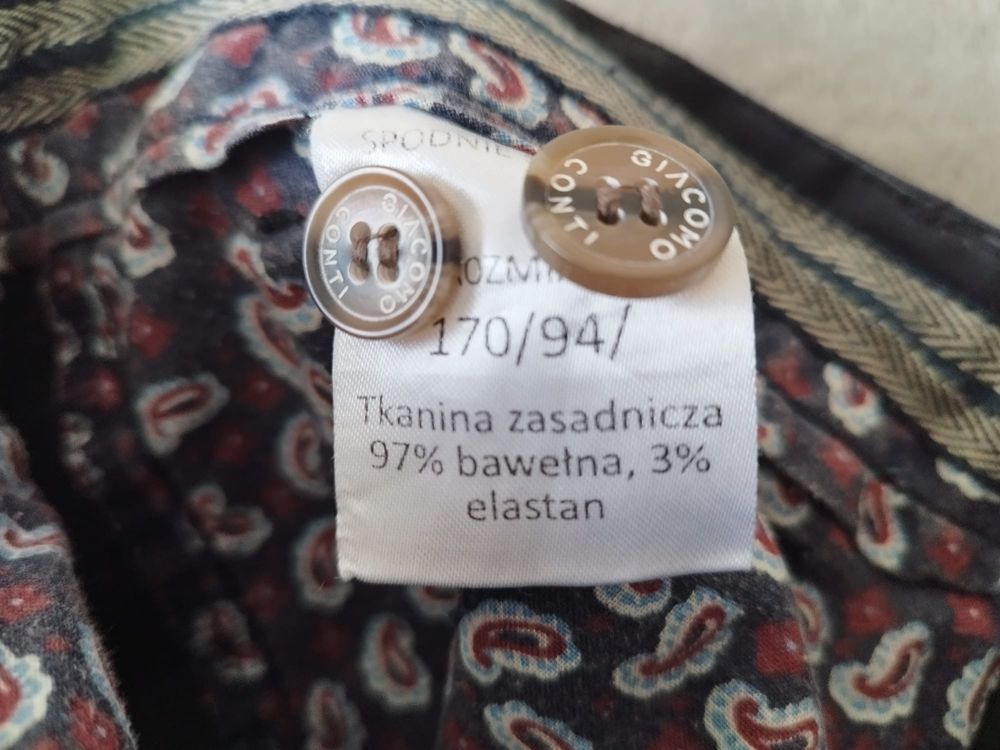 SPODNIE
GIACOMO CONTI
GIACOMO CONTI
170/94/
Tkanina zasadnicza
97% bawełna, 3%
elastan